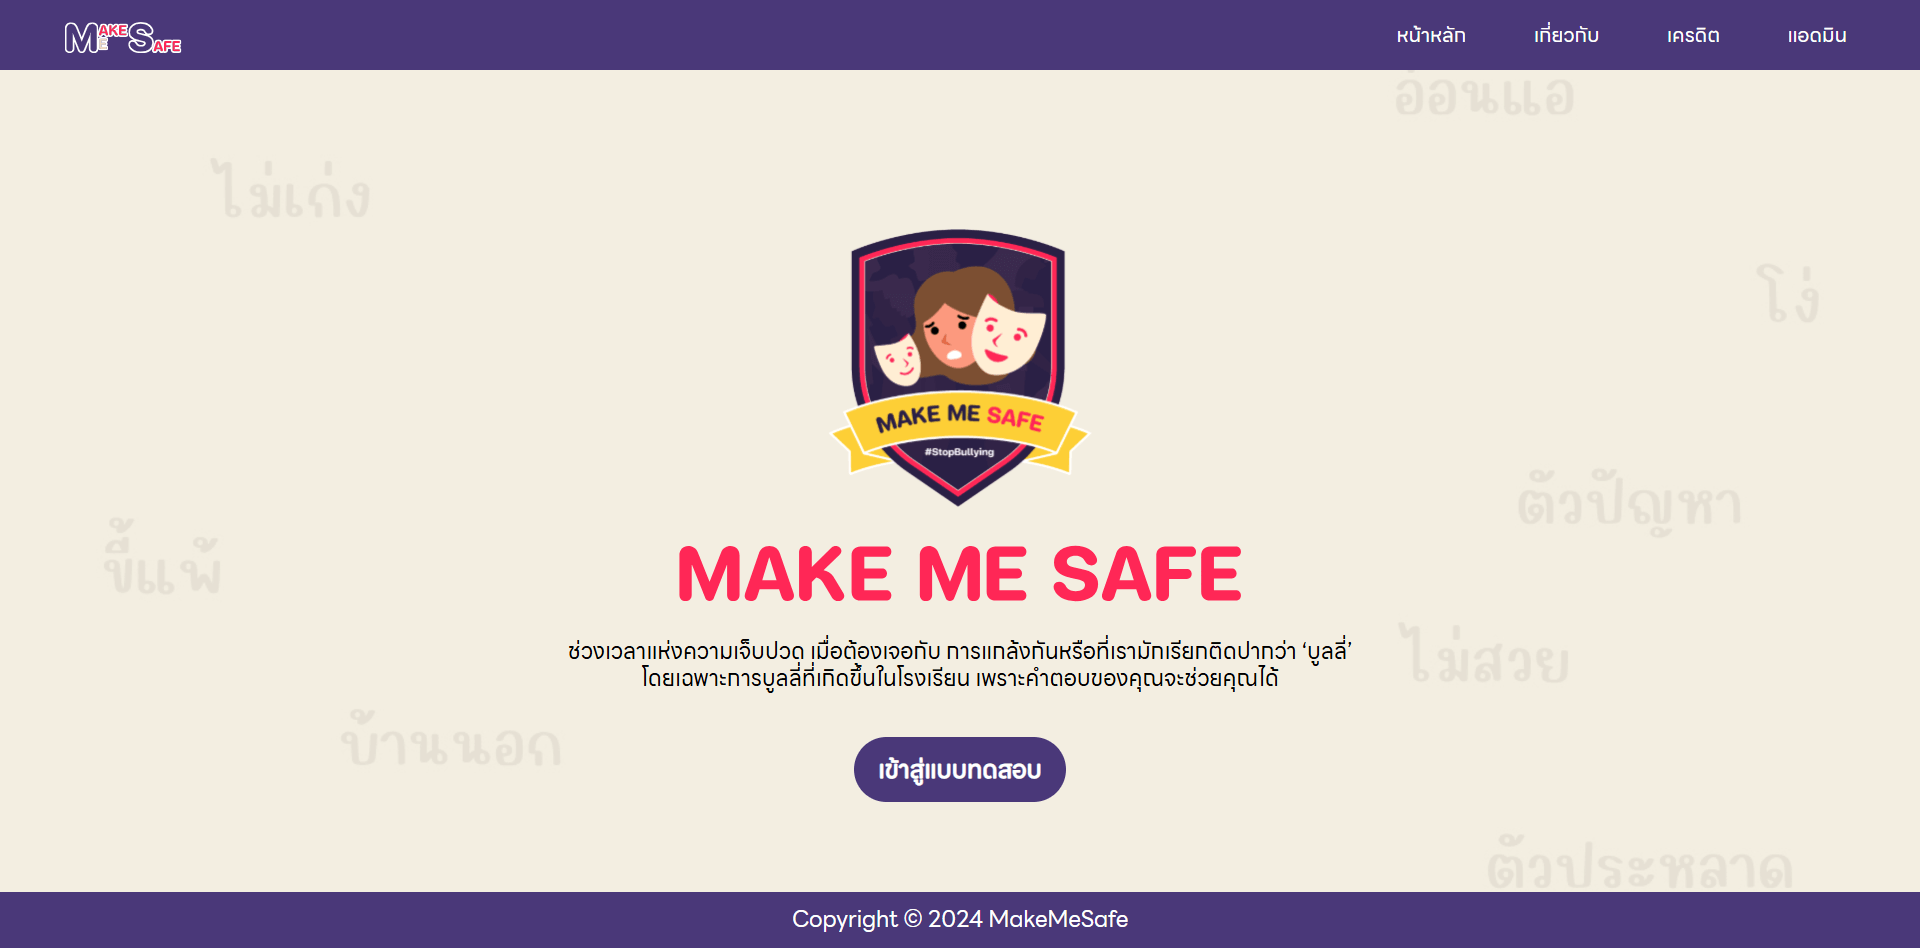 MAKE ME SAFE
หน้าหลัก
เกี่ยวกับ
เครดิต
แอดมิน
อ่อนแอ
ไม่เก่ง
โง่
MAKE ME SAFE
#StopBullying
ตัวปัญหา
ขี้แพ้
MAKE ME SAFE
ช่วงเวลาแห่งความเจ็บปวด เมื่อต้องเจอกับ การแกล้งกันหรือที่เรามักเรียกติดปากว่า ‘บูลลี่’
โดยเฉพาะการบูลลี่ที่เกิดขึ้นในโรงเรียน เพราะคำตอบของคุณจะช่วยคุณได้
ไม่สวย
บ้านนอก
เข้าสู่แบบทดสอบ
ตัวประหลาด
Copyright © 2024 MakeMeSafe